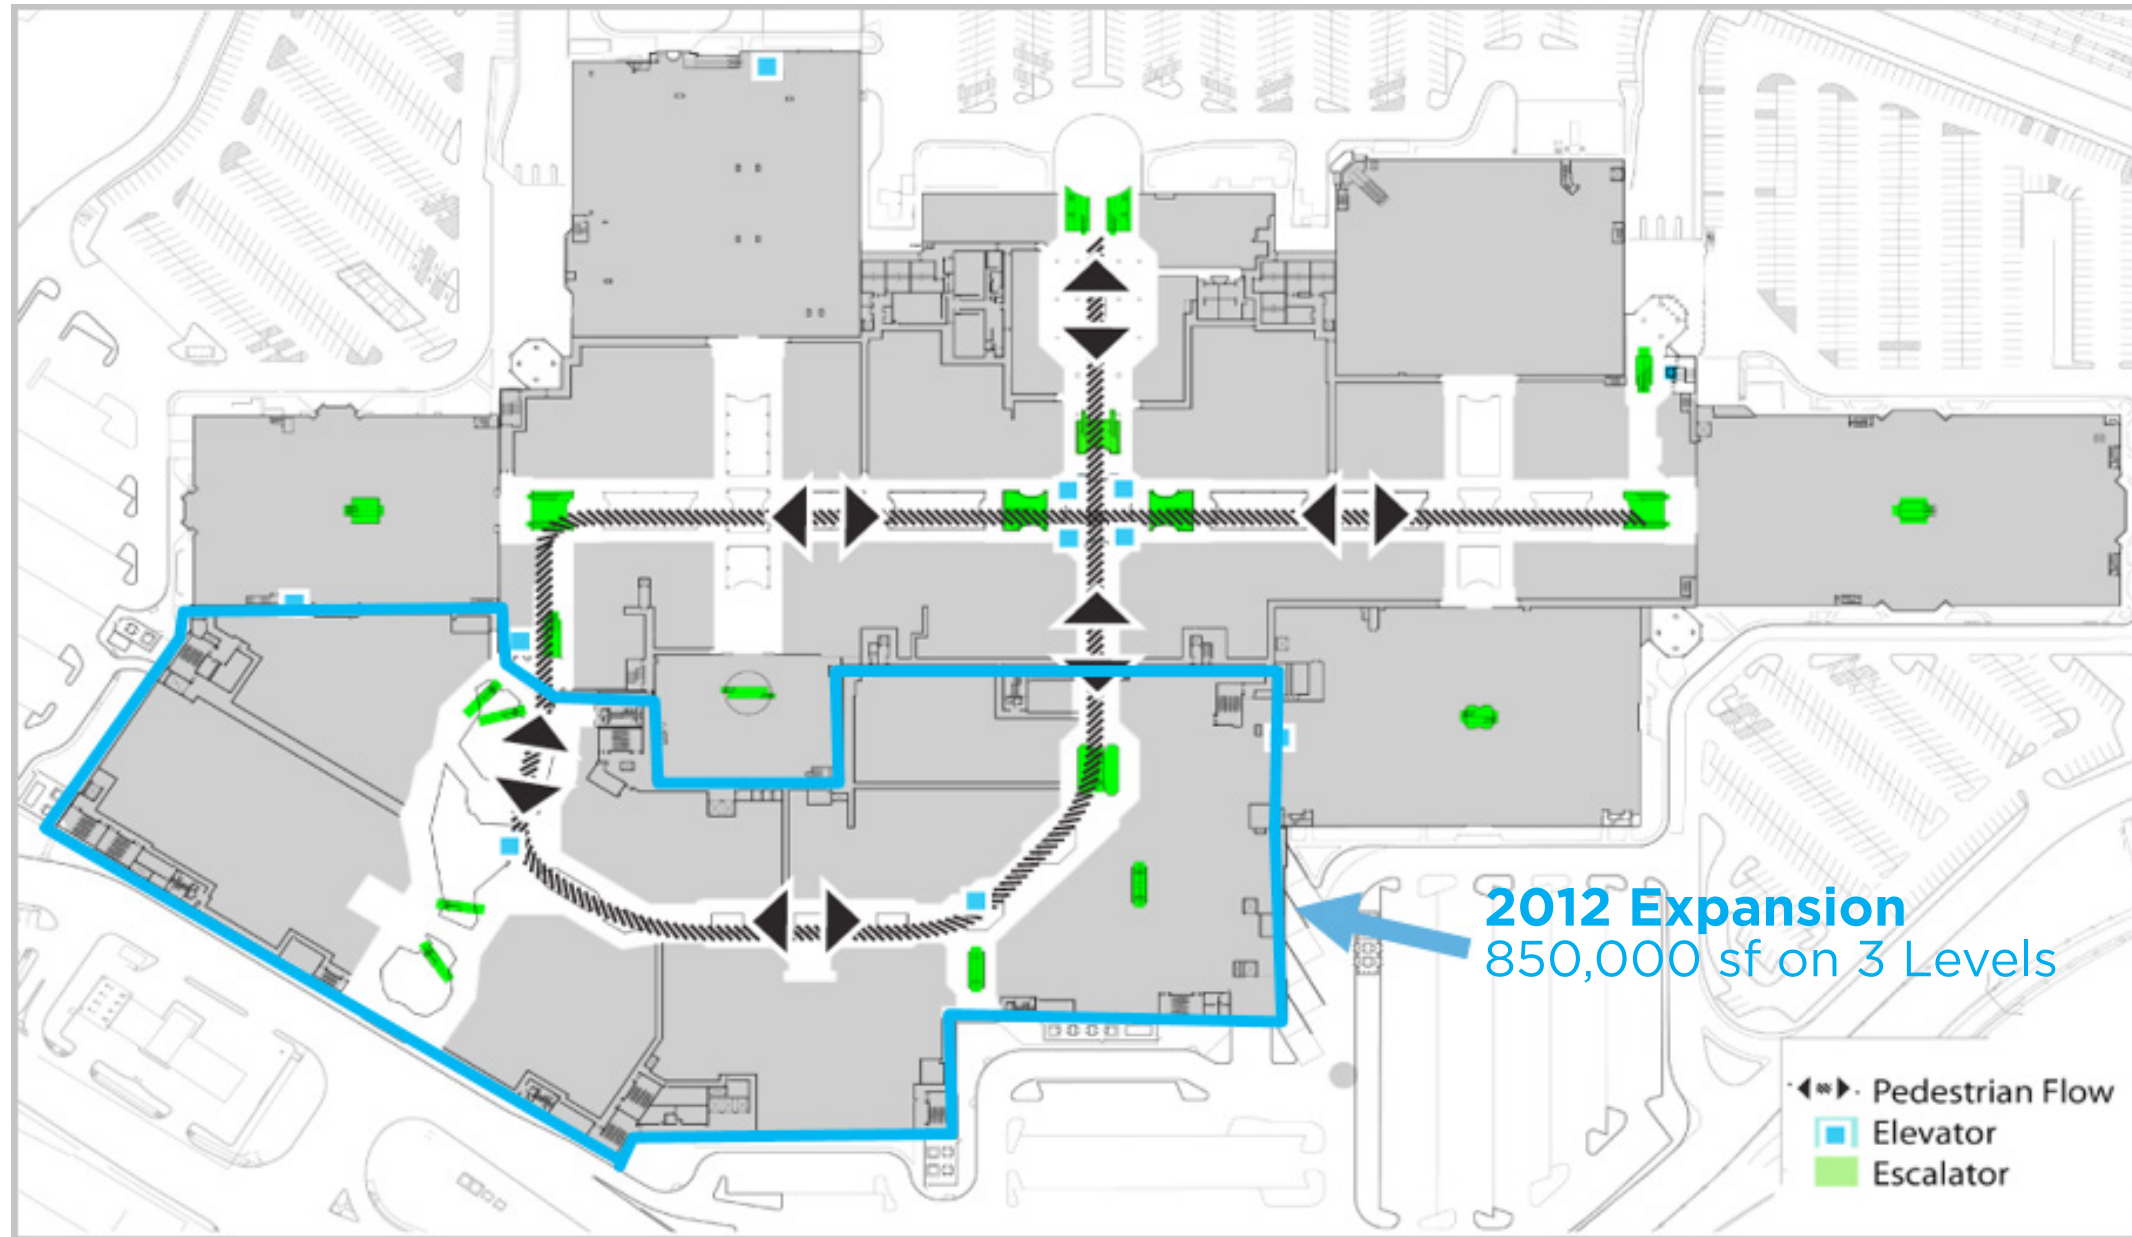 2012 Expansion
850,000 sf on 3 Levels
Pedestrian Flow
Elevator
Escalator